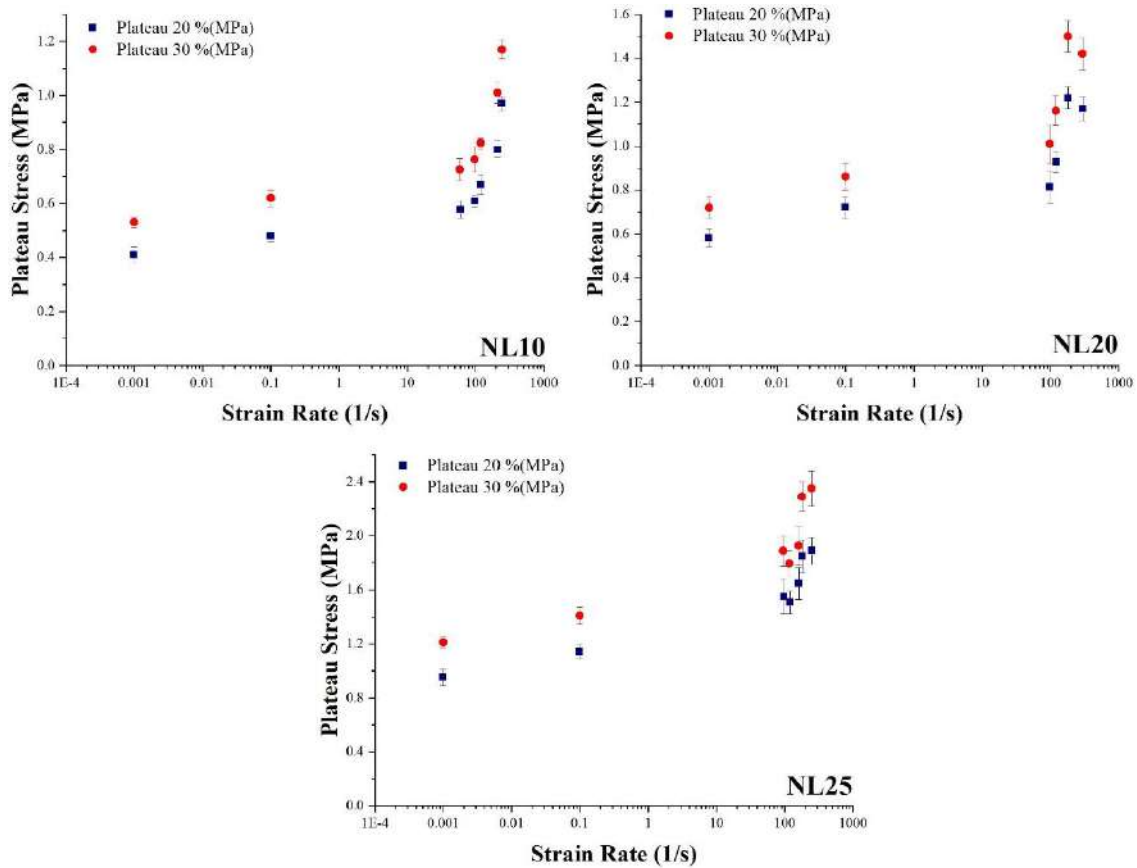 Plateau 20 %(MPa)
Plateau 30 %(MPa)
1.2
1.0
0.8
0.6
0.4
0.2
0.0
Plateau Stress (MPa)
NL10
1E-4 0.001 0.01 0.1 1 10 100 1000
Strain Rate (1/s)
Plateau 20 %(MPa)
Plateau 30 %(MPa)
1.6
1.4
1.2
1.0
0.8
0.6
0.4
0.2
0.0
Plateau Stress (MPa)
NL20
1E-4 0.001 0.01 0.1 1 10 100 1000
Strain Rate (1/s)
Plateau 20 %(MPa)
Plateau 30 %(MPa)
2.4
2.0
1.6
1.2
0.8
0.4
0.0
Plateau Stress (MPa)
NL25
1E-4 0.001 0.01 0.1 1 10 100 1000
Strain Rate (1/s)